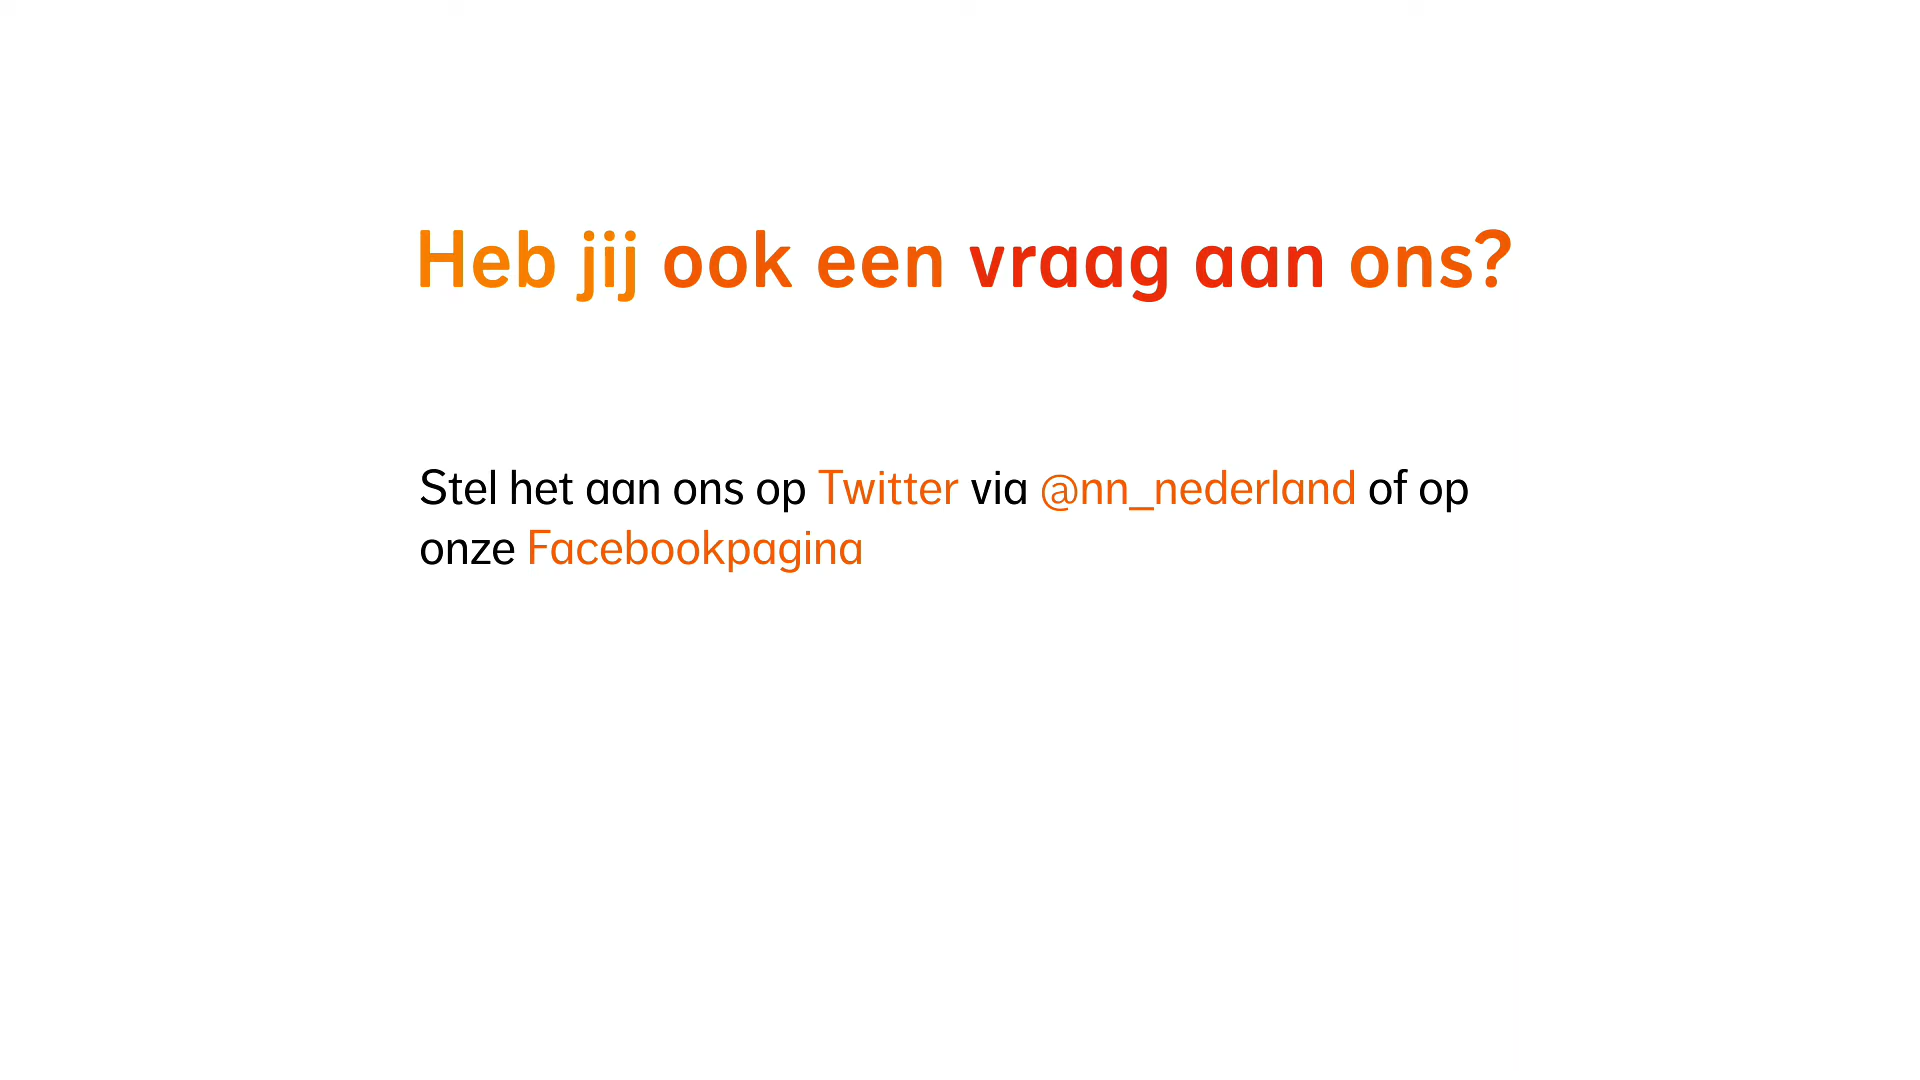 Heb jij ook een vraag aan ons?
Stel het aan ons op Twitter via @nn_nederland of op
onze Facebookpagina